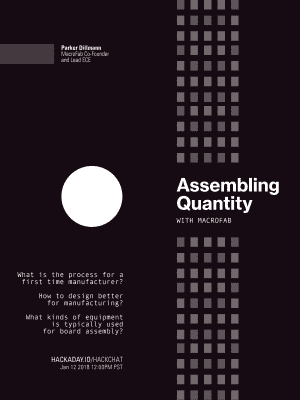 Parker Dillmann
MacroFab Co-Founder
and Lead ECE
Assembling
Quantity
WITH MACROFAB
What is the process for a
first time manufacturer?
How to design better
for manufacturing?
What kinds of equipment
is typically used
for board assembly?
HACKADAY.IO/HACKCHAT
Jan 12 2018 12:00PM PST